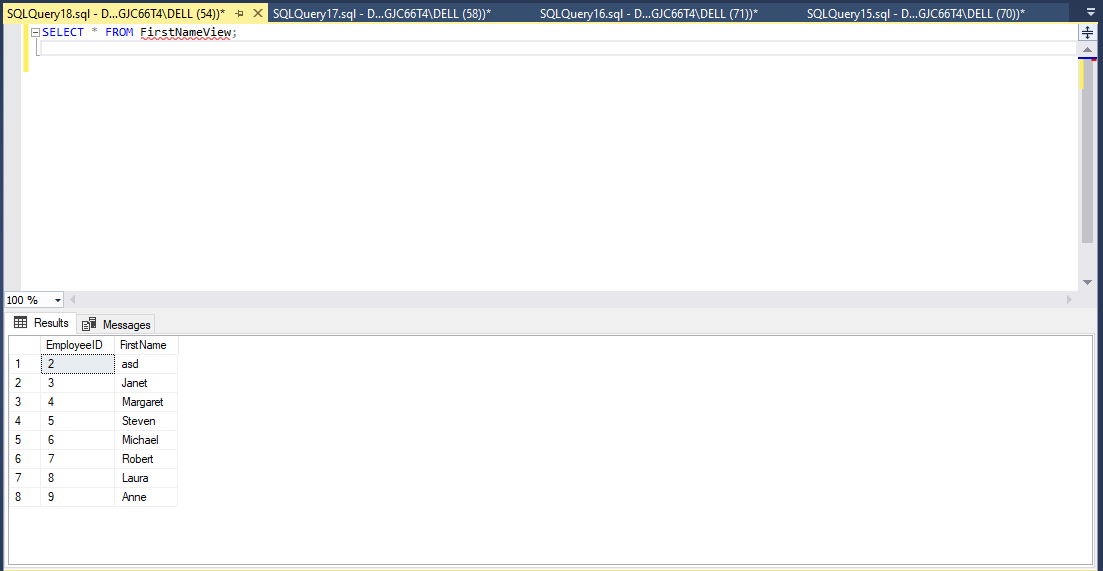 SQLQuery18.sql - D...GJC66T4\DELL (54))* SQLQuery17.sql - D...GJC66T4\DELL (58))* SQLQuery16.sql - D...GJC66T4\DELL (71))* SQLQuery15.sql - D...GJC66T4\DELL (70))*
SELECT * FROM FirstNameView;
100 %
Results Messages
EmployeeID FirstName
1 2 asd
2 3 Janet
3 4 Margaret
4 5 Steven
5 6 Michael
6 7 Robert
7 8 Laura
8 9 Anne